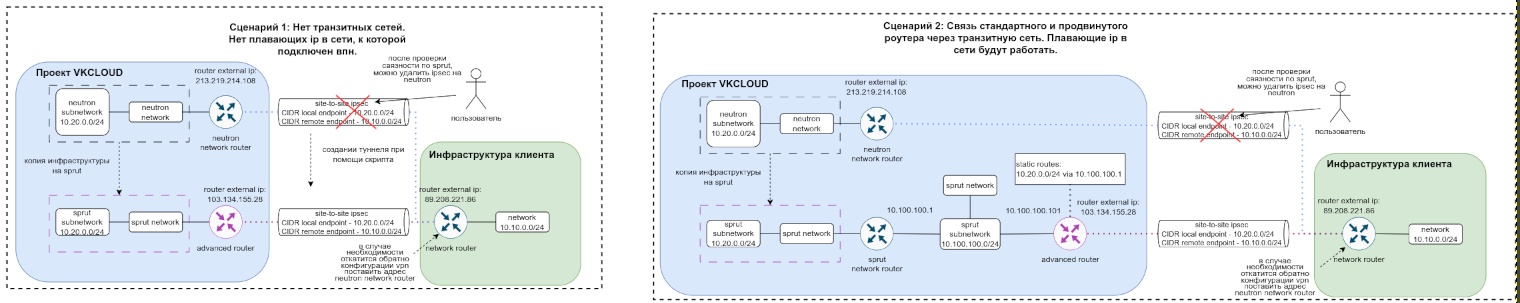 Сценарий 1: Нет транзитных сетей.
Нет плавающих ip в сети, к которой
подключен впн.
Проект VKCLOUD
router external ip:
213.219.214.108
neutron
subnetwork
10.20.0.0/24
neutron
network
neutron
network router
site-to-site ipsec
CIDR local endpoint - 10.20.0.0/24
CIDR remote endpoint - 10.10.0.0/24
после проверки
связности по sprut,
можно удалить ipsec на
neutron
пользователь
копия инфраструктуры
на sprut
создании туннеля при
помощи скрипта
Инфраструктура клиента
router external ip:
103.134.155.28
sprut
subnetwork
10.20.0.0/24
sprut network
advanced router
site-to-site ipsec
CIDR local endpoint - 10.20.0.0/24
CIDR remote endpoint - 10.10.0.0/24
router external ip:
89.208.221.86
network router
network
10.10.0.0/24
в случае
необходимости
откатится обратно
конфигурации vpn
поставить адрес
neutron network router
Сценарий 2: Связь стандартного и продвинутого
роутера через транзитную сеть. Плавающие ip в
сети будут работать.
Проект VKCLOUD
router external ip:
213.219.214.108
neutron
subnetwork
10.20.0.0/24
neutron
network
neutron
network router
site-to-site ipsec
CIDR local endpoint - 10.20.0.0/24
CIDR remote endpoint - 10.10.0.0/24
после проверки
связности по sprut,
можно удалить ipsec на
neutron
пользователь
копия инфраструктуры
на sprut
static routes:
10.20.0.0/24 via 10.100.100.1
Инфраструктура клиента
sprut network
sprut
subnetwork
10.20.0.0/24
sprut network
10.100.100.1
sprut
network router
sprut
subnetwork
10.100.100.0/24
10.100.100.101
router external ip:
103.134.155.28
advanced router
site-to-site ipsec
CIDR local endpoint - 10.20.0.0/24
CIDR remote endpoint - 10.10.0.0/24
router external ip:
89.208.221.86
network router
network
10.10.0.0/24
в случае
необходимости
откатится обратно
конфигурации vpn
поставить адрес
neutron network router